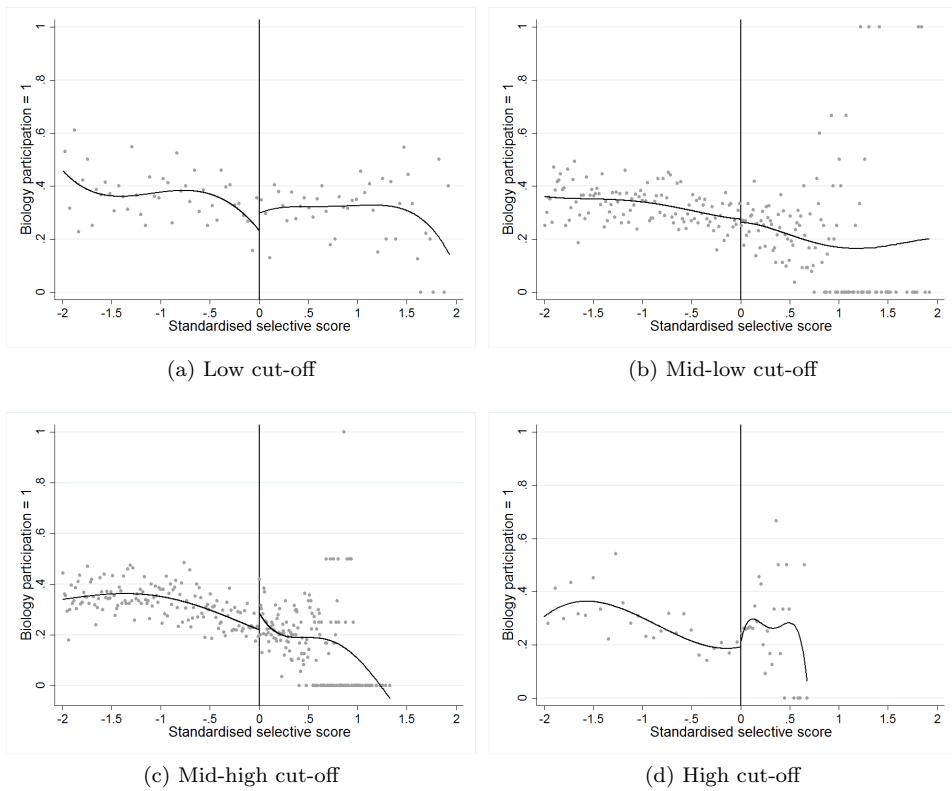 Biology participation = 1
0 .2 .4 .6 .8 1
-2 -1.5 -1 -.5 0 .5 1 1.5 2
Standardised selective score
(a) Low cut-off
Biology participation = 1
0 .2 .4 .6 .8 1
-2 -1.5 -1 -.5 0 .5 1 1.5 2
Standardised selective score
(b) Mid-low cut-off
Biology participation = 1
0 .2 .4 .6 .8 1
-2 -1.5 -1 -.5 0 .5 1 1.5 2
Standardised selective score
(c) Mid-high cut-off
Biology participation = 1
0 .2 .4 .6 .8 1
-2 -1.5 -1 -.5 0 .5 1 1.5 2
Standardised selective score
(d) High cut-off